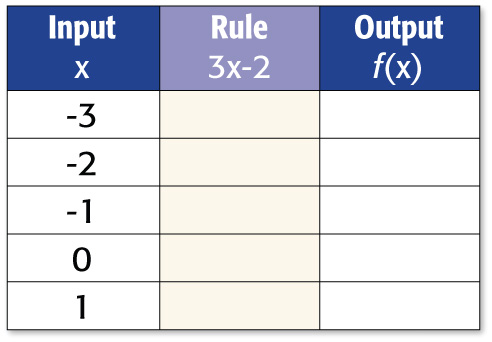 Input Rule Output
x 3x-2 f(x)
-3
-2
-1
0
1